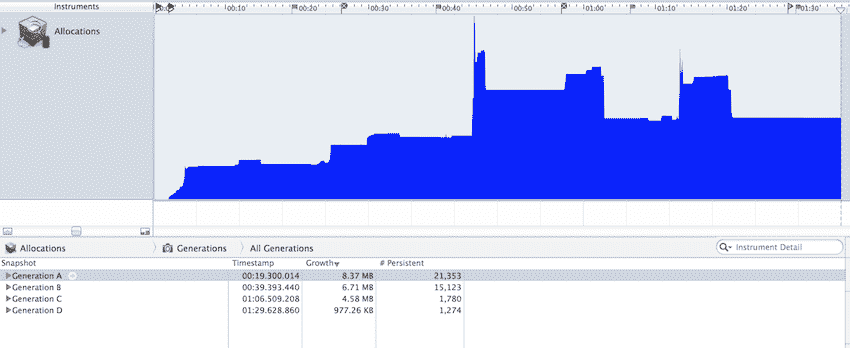 Instruments 00:10 00:20 00:30 00:40 00:50 01:00 01:10 01:20 01:30
Allocations
Allocations Generations All Generations Instrument Detail
Snapshot Timestamp Growth # Persistent
Generation A 00:19.300.014 8.37 MB 21,353
Generation B 00:39.393.440 6.71 MB 15,123
Generation C 01:06.509.208 4.58 MB 1,780
Generation D 01:29.628.860 977.26 KB 1,274